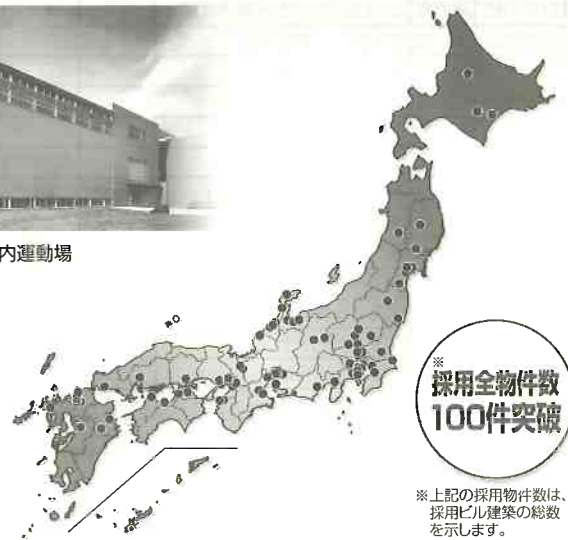 内運動場
※
採用全物件数
100件突破
※上記の採用物件数は、
採用ビル建築の総数
を示します。